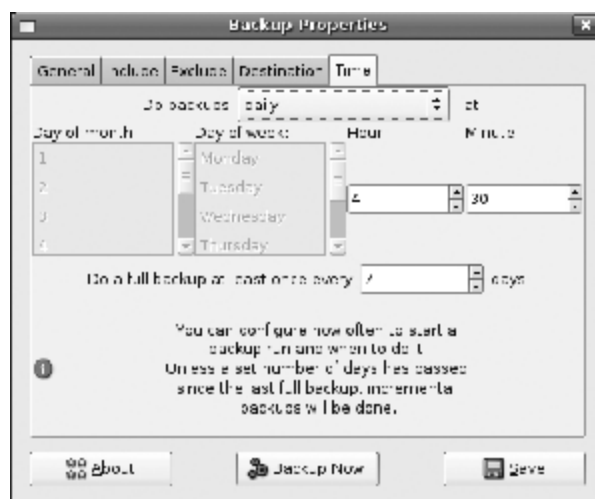 Backup Properties
General Include Exclude Destination Time
Do backups daily at
Day of month Day of week: Hour Minute
1 Monday
2 Tuesday
3 Wednesday
4 Thursday
4 30
Do a full backup at least once every 7 days
You can configure how often to start a
backup run and when to do it
Unless a set number of days has passed
since the last full backup, incremental
backups will be done.
About Backup Now Save